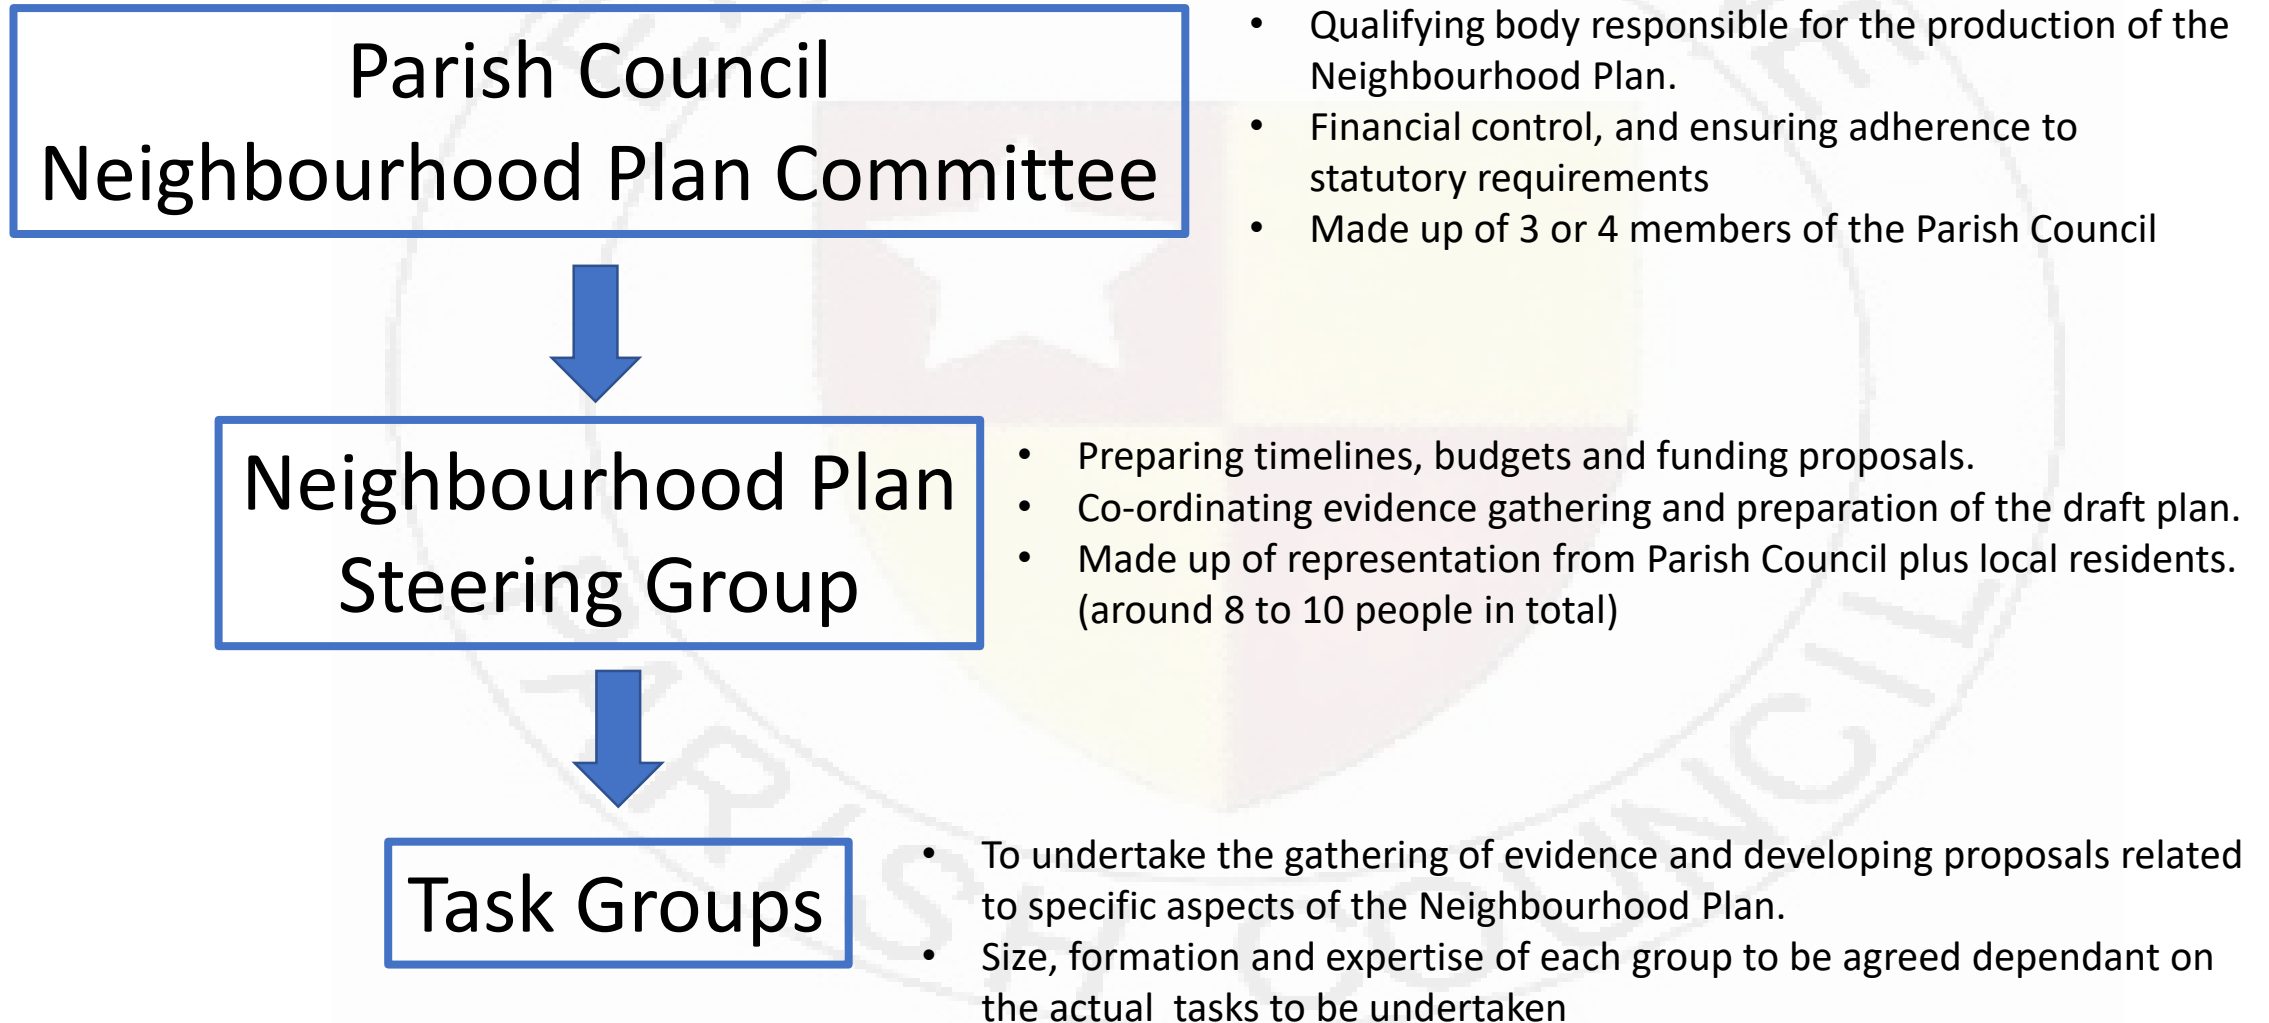 Parish Council
Neighbourhood Plan Committee
• Qualifying body responsible for the production of the
Neighbourhood Plan.
• Financial control, and ensuring adherence to
statutory requirements
• Made up of 3 or 4 members of the Parish Council
Neighbourhood Plan
Steering Group
• Preparing timelines, budgets and funding proposals.
• Co-ordinating evidence gathering and preparation of the draft plan.
• Made up of representation from Parish Council plus local residents.
(around 8 to 10 people in total)
Task Groups
• To undertake the gathering of evidence and developing proposals related
to specific aspects of the Neighbourhood Plan.
• Size, formation and expertise of each group to be agreed dependant on
the actual  tasks to be undertaken
PARISH COUNCIL